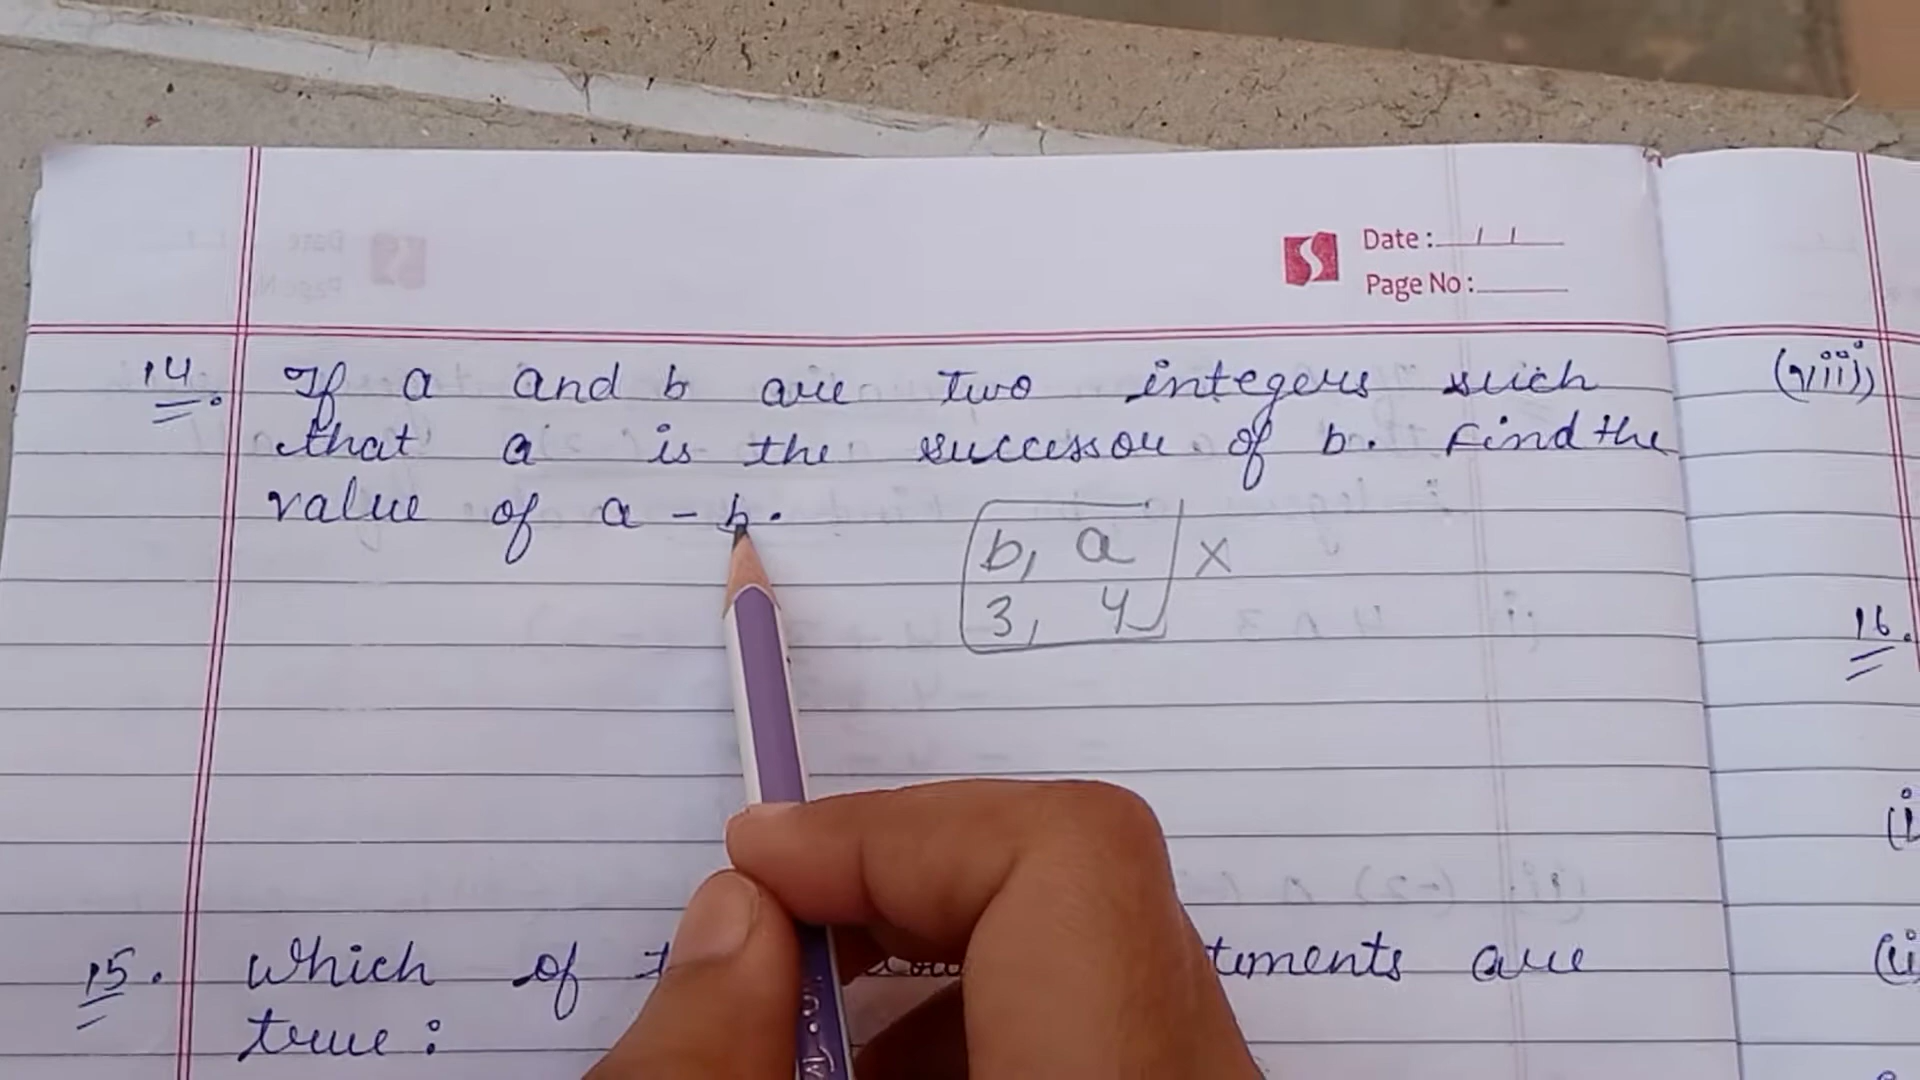 Date : / /
Page No :
14. If a and b are two integers such
that a is the successor of b. Find the
value of a - b.
b, a x
3, 4
15. Which of are
true :
(viii)
16.